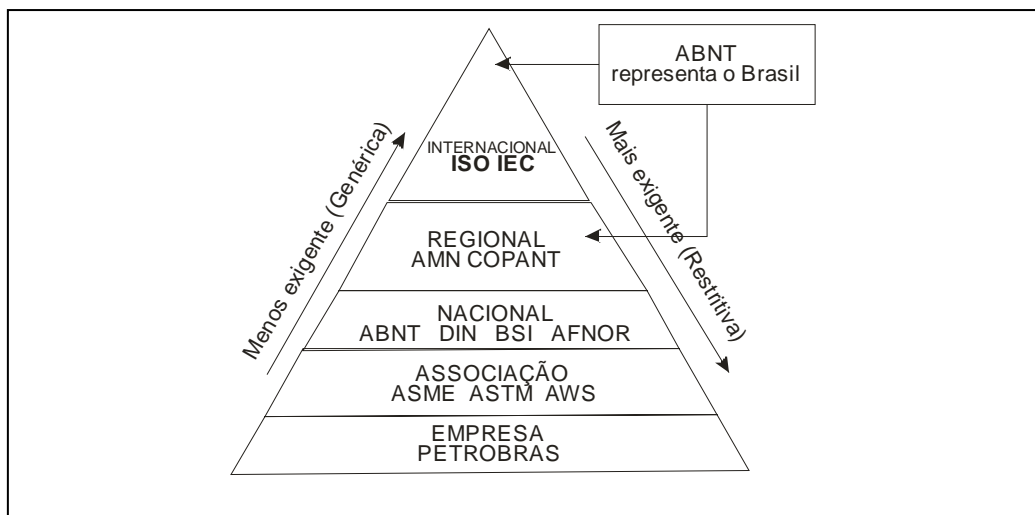 ABNT
representa o Brasil
Menos exigente (Genérica)
Mais exigente (Restritiva)
INTERNACIONAL
ISO IEC
REGIONAL
AMN COPANT
NACIONAL
ABNT DIN BSI AFNOR
ASSOCIAÇÃO
ASME ASTM AWS
EMPRESA
PETROBRAS